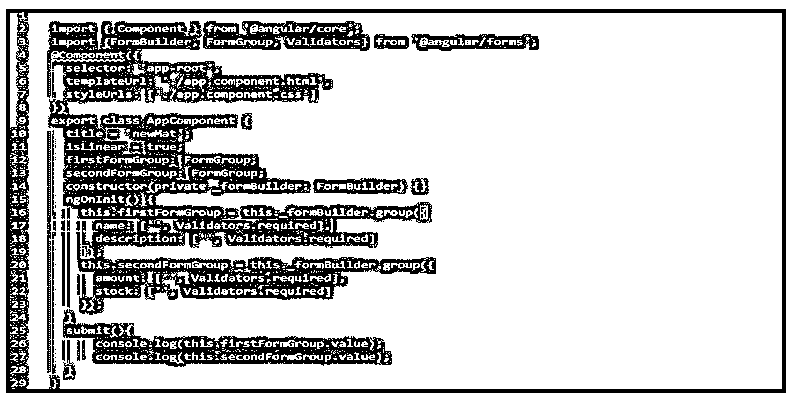 1
2 import { Component } from '@angular/core';
3 import {FormBuilder, FormGroup, Validators} from '@angular/forms';
4 @Component({
5 selector: 'app-root',
6 templateUrl: './app.component.html',
7 styleUrls: ['./app.component.css']
8 })
9 export class AppComponent {
10 title = 'newMat';
11 isLinear = true;
12 firstFormGroup: FormGroup;
13 secondFormGroup: FormGroup;
14 constructor(private _formBuilder: FormBuilder) {}
15 ngOnInit() {
16 this.firstFormGroup = this._formBuilder.group({
17 name: ['', Validators.required],
18 description: ['', Validators.required]
19 });
20 this.secondFormGroup = this._formBuilder.group({
21 amount: ['', Validators.required],
22 stock: ['', Validators.required]
23 });
24 }
25 submit(){
26 console.log(this.firstFormGroup.value);
27 console.log(this.secondFormGroup.value);
28 }
29 }